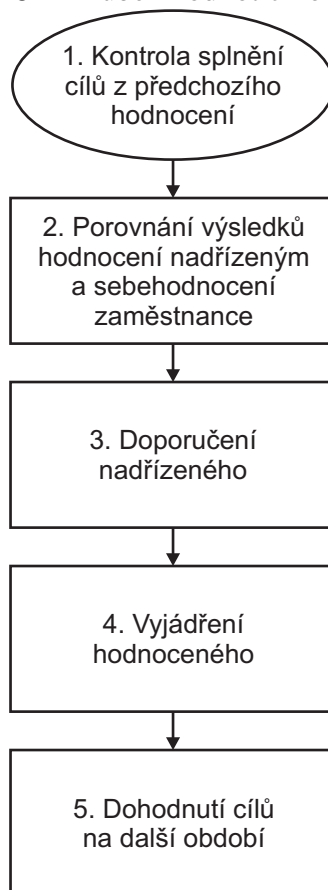 1. Kontrola splnění
cílů z předchozího
hodnocení
2. Porovnání výsledků
hodnocení nadřízeným
a sebehodnocení
zaměstnance
3. Doporučení
nadřízeného
4. Vyjádření
hodnoceného
5. Dohodnutí cílů
na další období